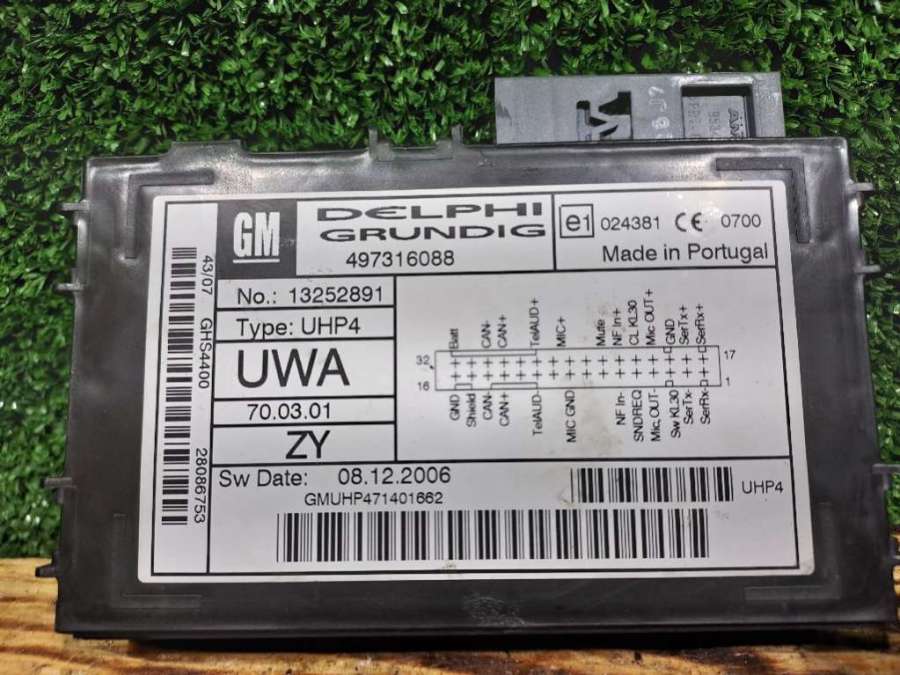 GM
DELPHI
GRUNDIG
497316088
e1 024381 CE 0700
Made in Portugal
No.: 13252891
Type: UHP4
UWA
70.03.01
ZY
Sw Date: 08.12.2006
GMUHP471401662
UHP4
43/07 GHS4400 28086753
Batt CAN- CAN+ TelAUD+ MIC+ Mute NF In+ CL KL30 Mic OUT+ GND SerTx+ SerRx+
32 17
16 1
GND Shield CAN- CAN+ TelAUD- MIC GND NF In- SNDREQ Mic. OUT- Sw KL30 SerTx- SerRx-